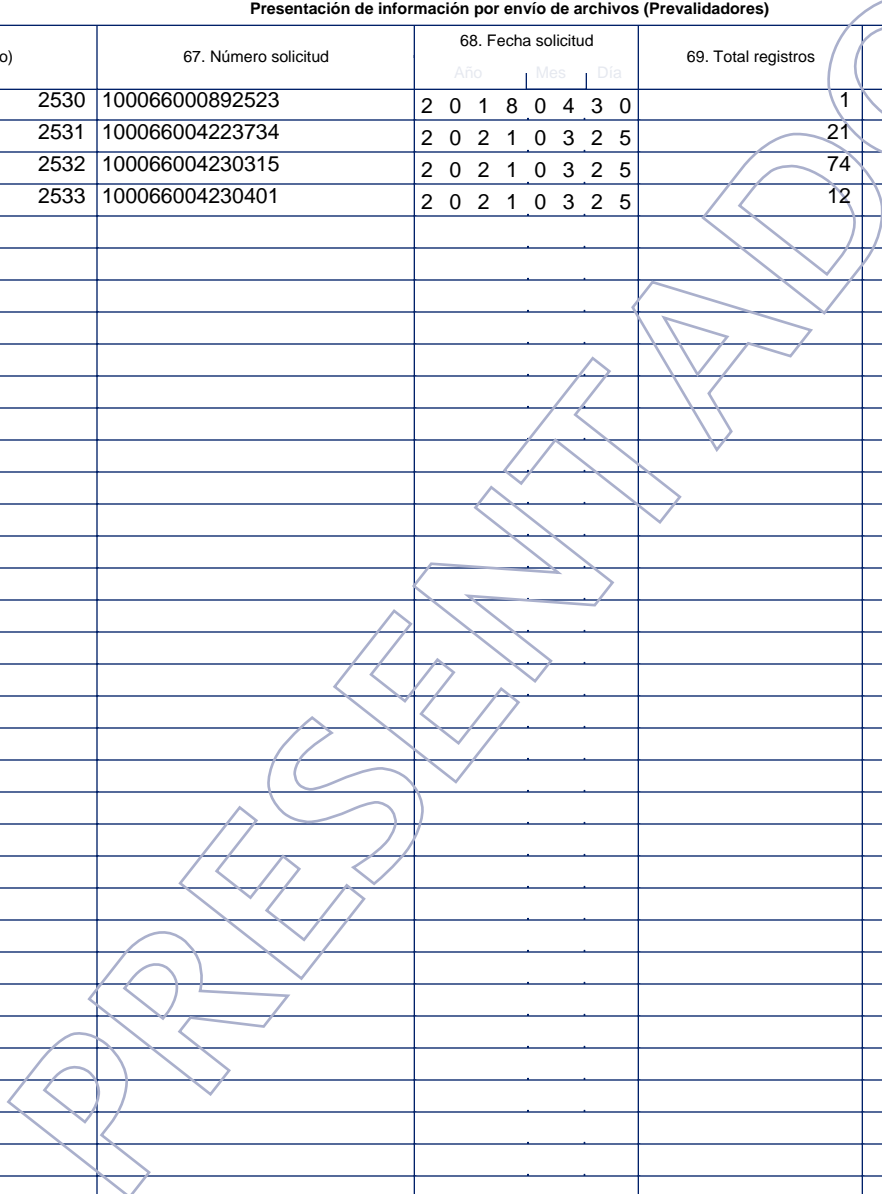 Presentación de información por envío de archivos (Prevalidadores)
o) 67. Número solicitud 68. Fecha solicitud 69. Total registros
Año Mes Día
2530 100066000892523 2 0 1 8 0 4 3 0 1
2531 100066004223734 2 0 2 1 0 3 2 5 21
2532 100066004230315 2 0 2 1 0 3 2 5 74
2533 100066004230401 2 0 2 1 0 3 2 5 12
PRESENTADO